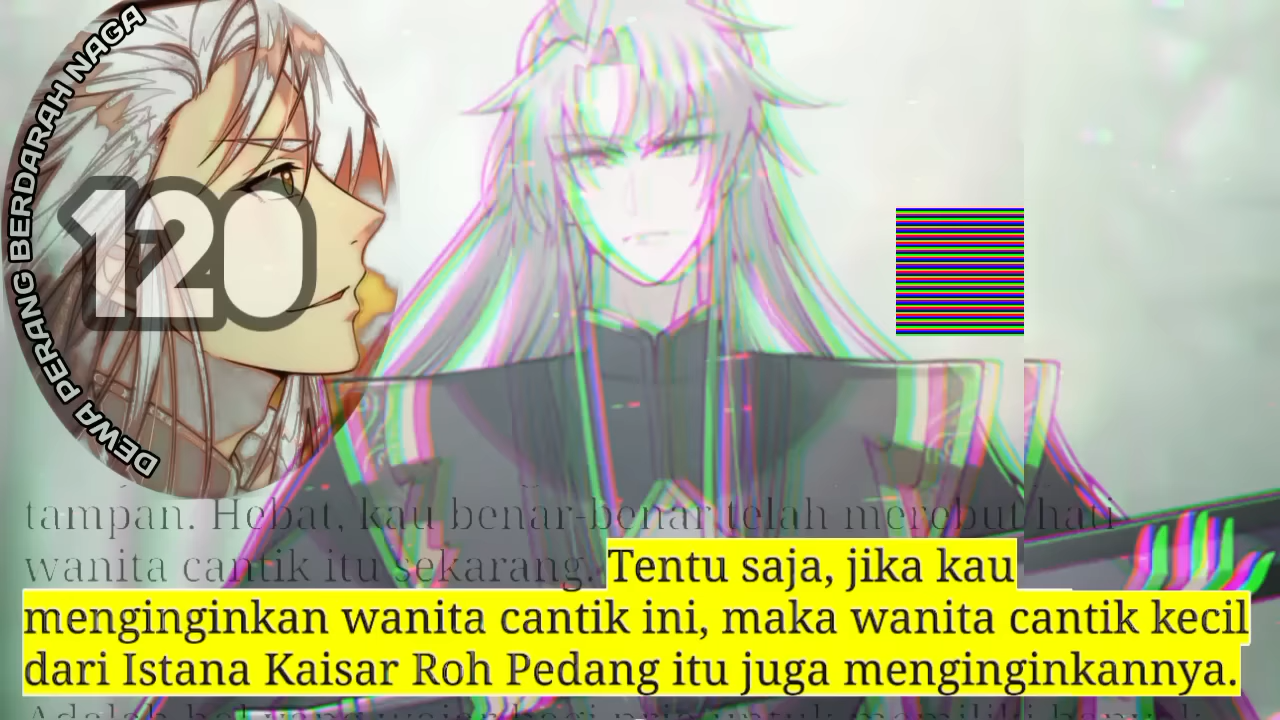 DEWA PERANG BERDARAH NAGA
120
tampan. Hebat, kau benar-benar telah merebut hati
wanita cantik itu sekarang. Tentu saja, jika kau
menginginkan wanita cantik ini, maka wanita cantik kecil
dari Istana Kaisar Roh Pedang itu juga menginginkannya.